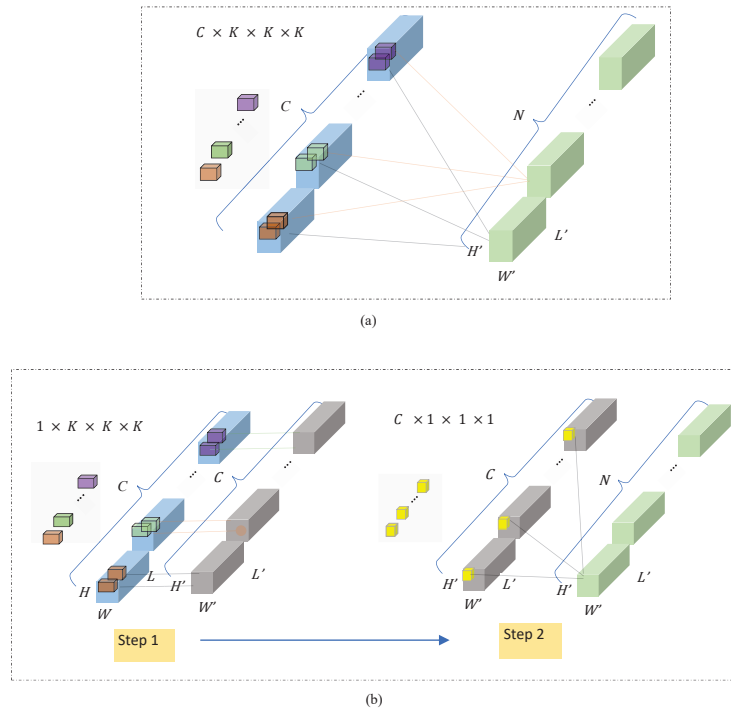 C × K × K × K
...
C
...
N
...
H'
L'
W'
(a)
1 × K × K × K
...
C
...
C
...
H
L
W
H'
L'
W'
C × 1 × 1 × 1
...
C
...
N
...
H'
L'
W'
H'
L'
W'
Step 1
Step 2
(b)